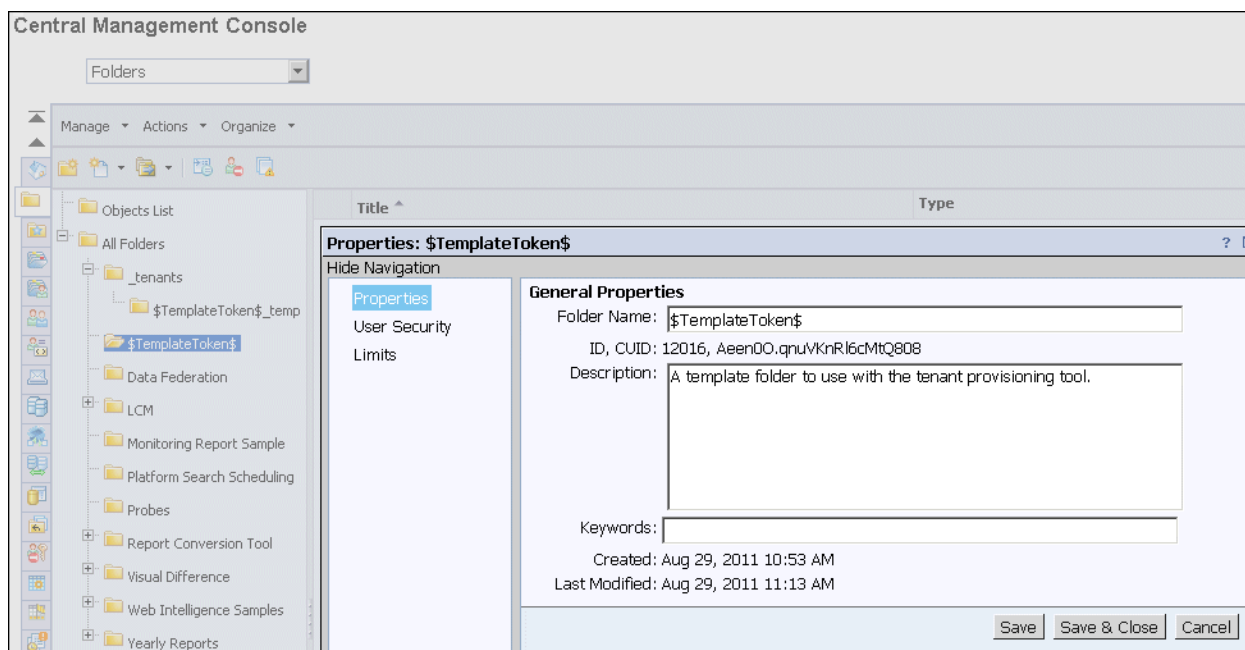 Central Management Console
Folders
Manage Actions Organize
Title Type
Objects List
All Folders
_tenants
$TemplateToken$_temp
$TemplateToken$
Data Federation
LCM
Monitoring Report Sample
Platform Search Scheduling
Probes
Report Conversion Tool
Visual Difference
Web Intelligence Samples
Yearly Reports
Properties: $TemplateToken$ ?
Hide Navigation
Properties
User Security
Limits
General Properties
Folder Name: $TemplateToken$
ID, CUID: 12016, Aeen0O.qnuVKnRl6cMtQ808
Description: A template folder to use with the tenant provisioning tool.
Keywords:
Created: Aug 29, 2011 10:53 AM
Last Modified: Aug 29, 2011 11:13 AM
Save Save & Close Cancel